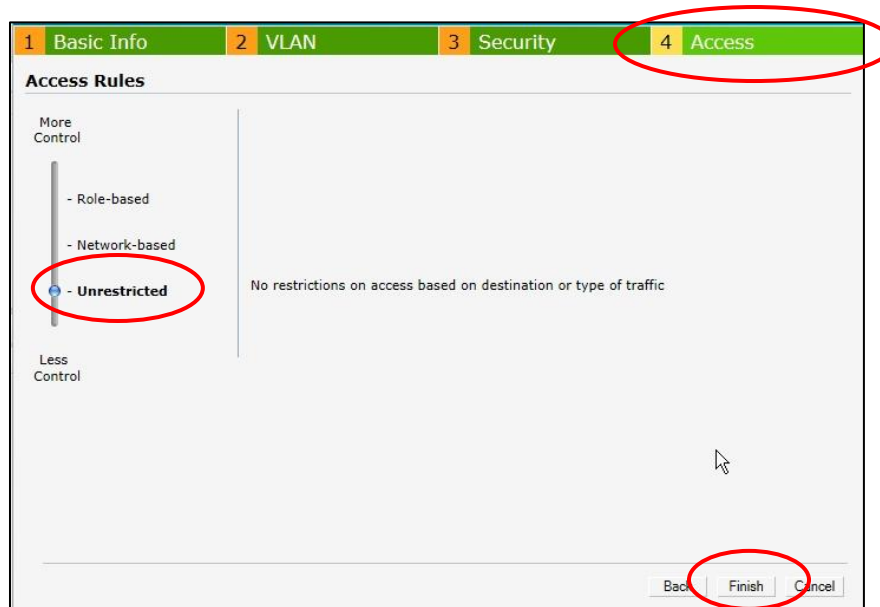 1 Basic Info 2 VLAN 3 Security 4 Access
Access Rules
More
Control
- Role-based
- Network-based
- Unrestricted
No restrictions on access based on destination or type of traffic
Less
Control
Back Finish Cancel